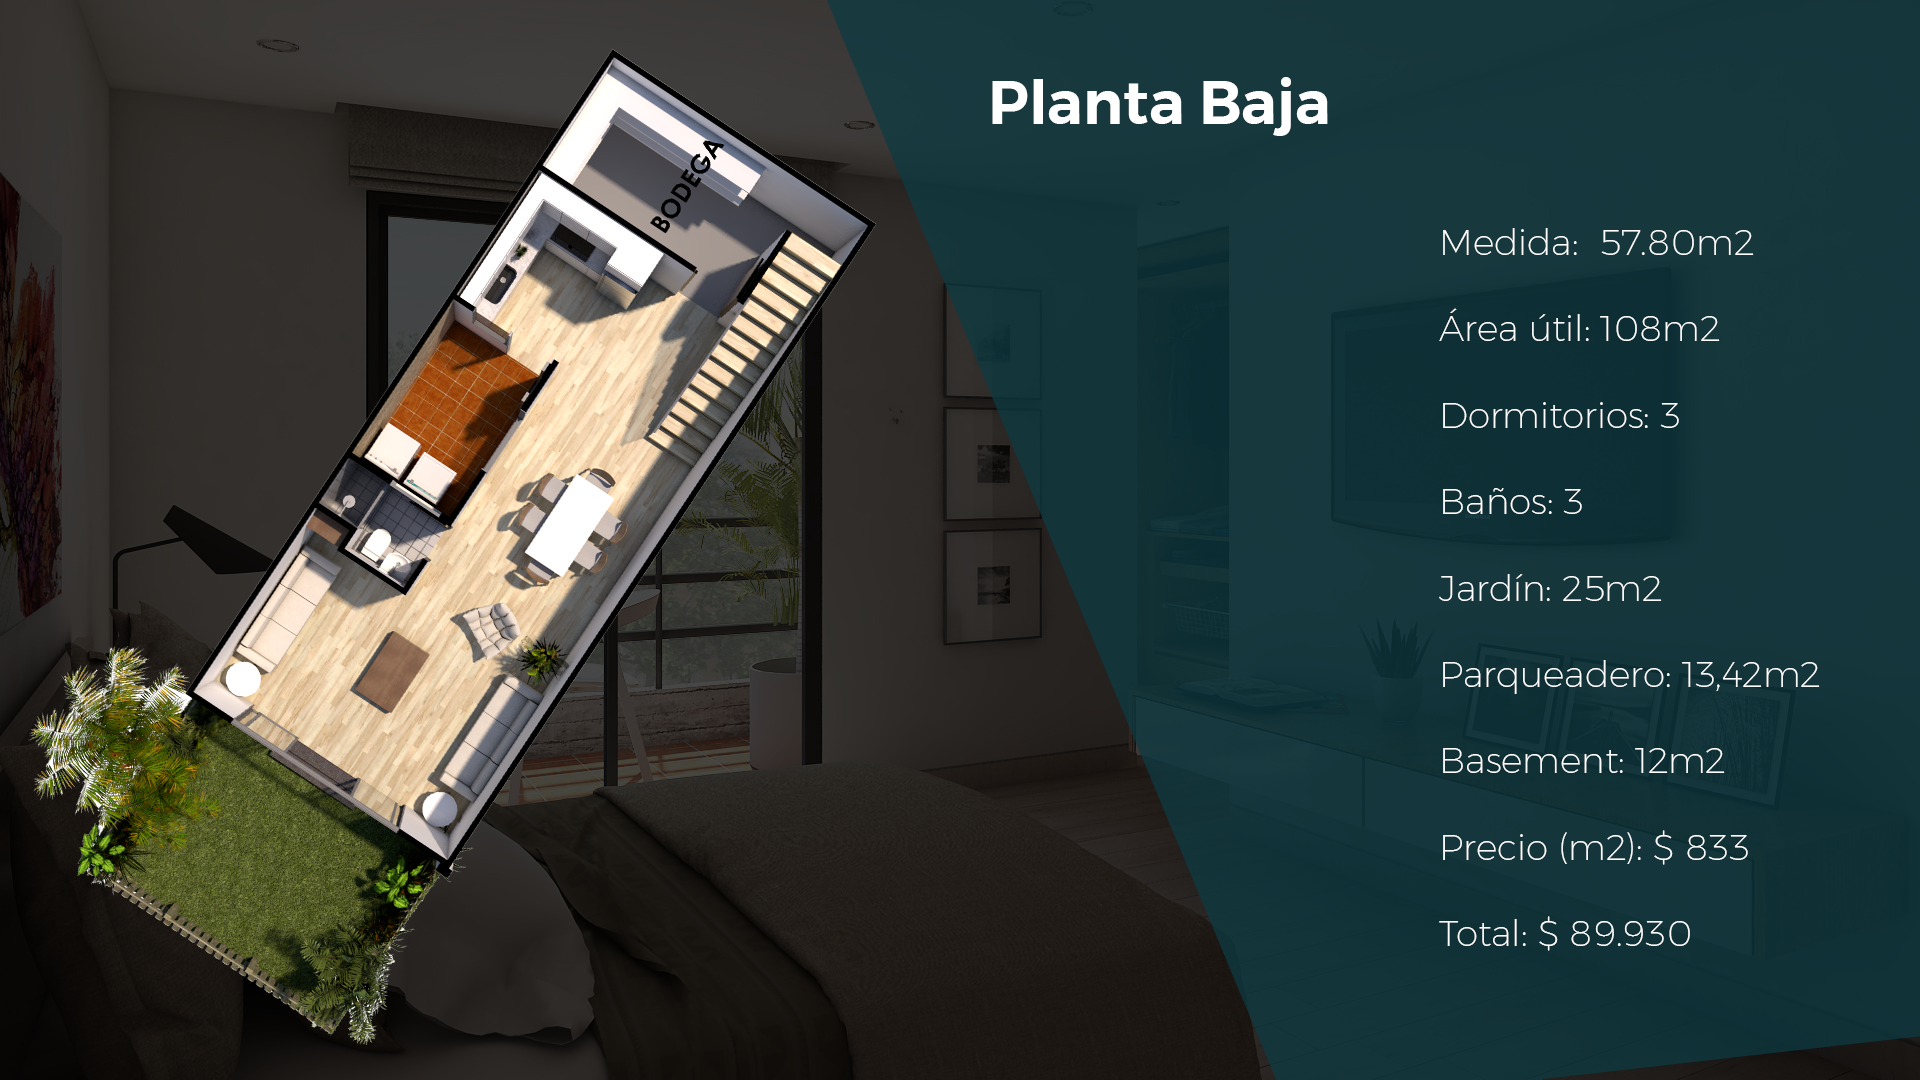 Planta Baja
BODEGA
Medida: 57.80m2
Área útil: 108m2
Dormitorios: 3
Baños: 3
Jardín: 25m2
Parqueadero: 13,42m2
Basement: 12m2
Precio (m2): $ 833
Total: $ 89.930